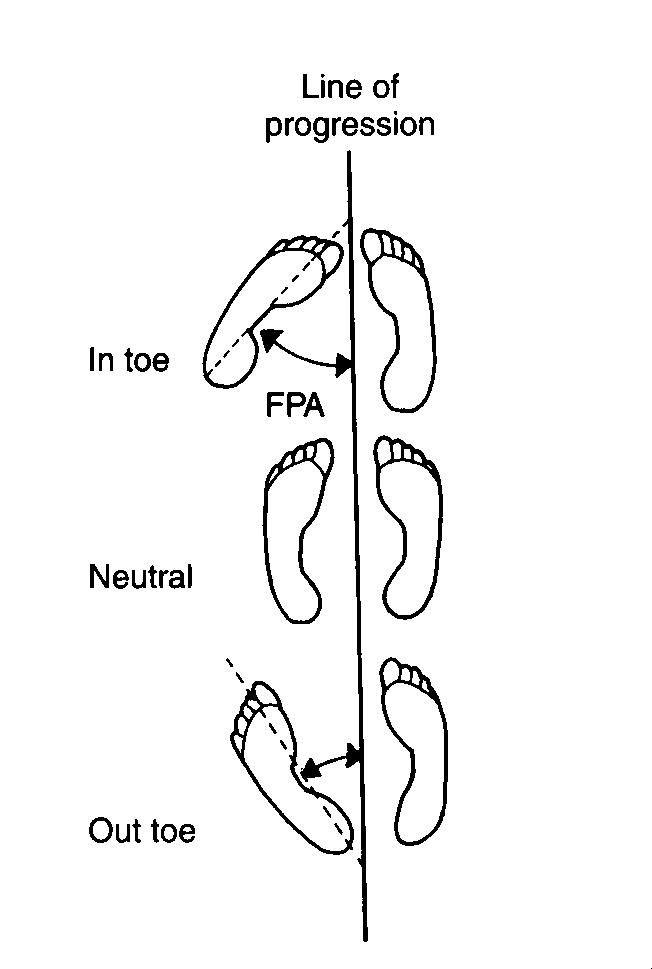 Line of
progression
In toe
FPA
Neutral
Out toe